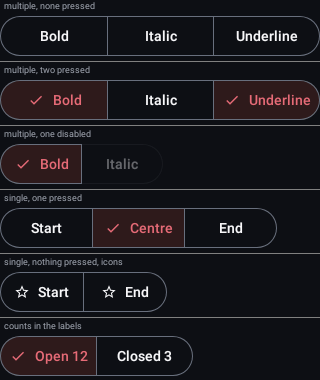 multiple, none pressed
Bold Italic Underline
multiple, two pressed
Bold Italic Underline
multiple, one disabled
Bold Italic
single, one pressed
Start Centre End
single, nothing pressed, icons
Start End
counts in the labels
Open 12 Closed 3